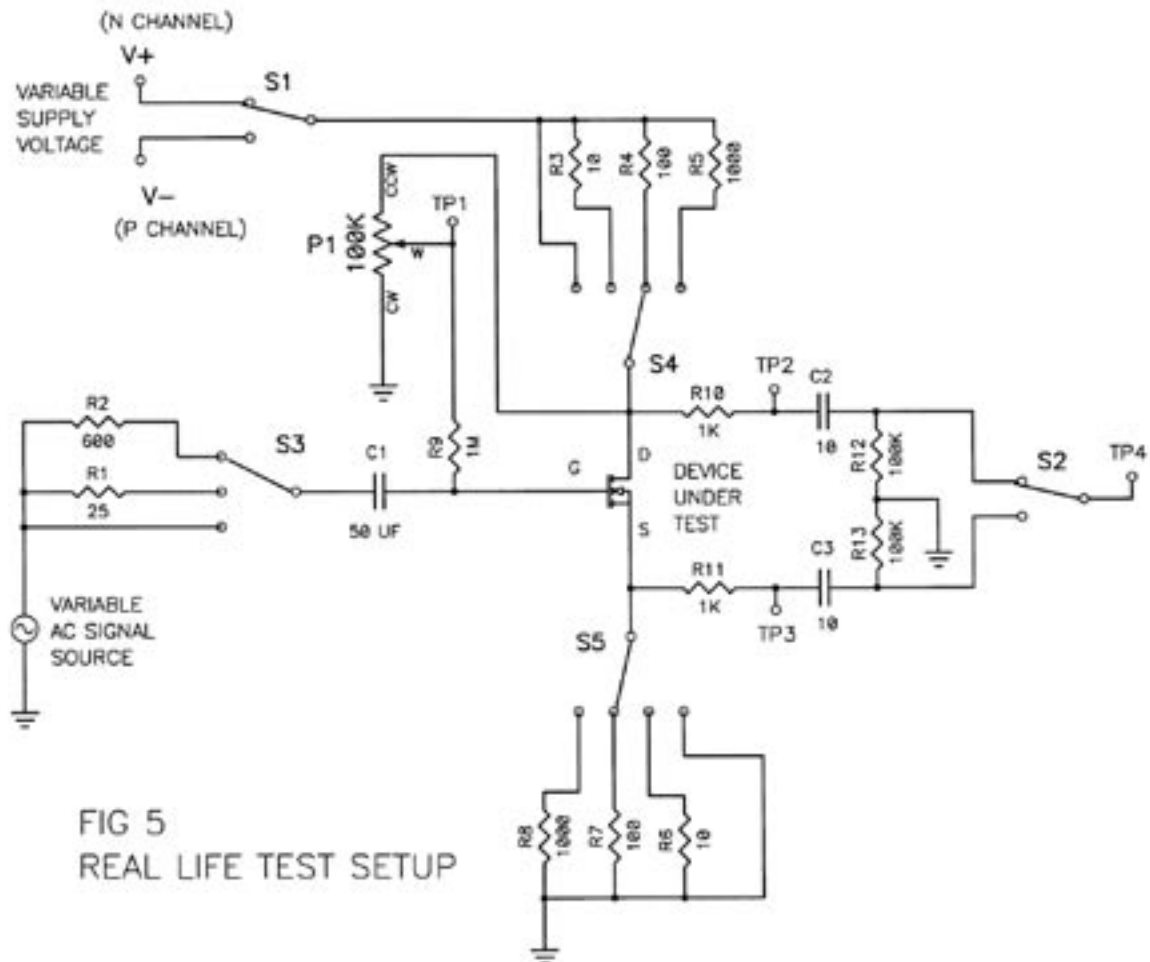 (N CHANNEL)
V+
S1
VARIABLE
SUPPLY
VOLTAGE
V−
(P CHANNEL)
R3
10
R4
100
R5
1000
CCW
TP1
P1
100K
W
CW
S4
TP2
C2
R10
1K
10
R12
100K
S2
TP4
R2
600
S3
R1
25
C1
50 UF
R9
1M
G
D
S
DEVICE
UNDER
TEST
R13
100K
C3
R11
1K
TP3
10
VARIABLE
AC SIGNAL
SOURCE
S5
R8
1000
R7
100
R6
10
FIG 5
REAL LIFE TEST SETUP